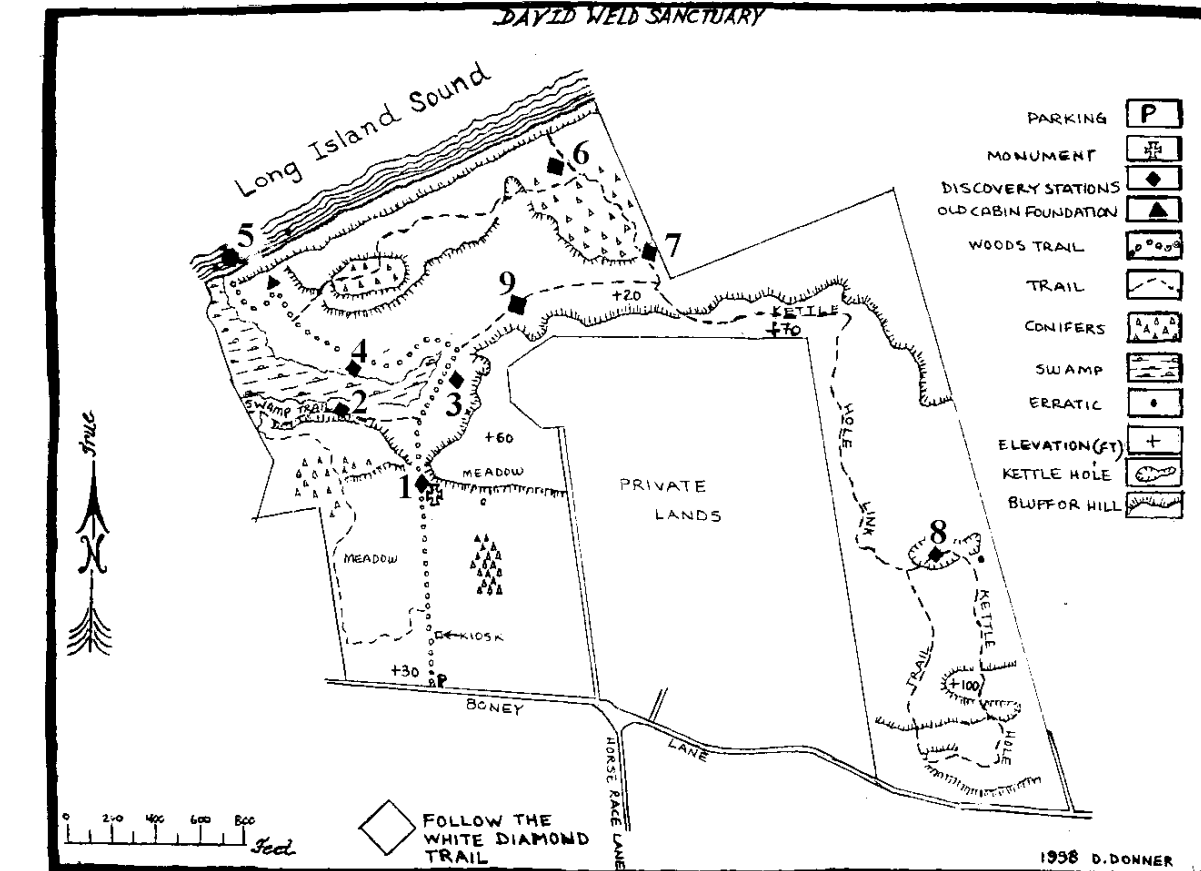 DAVID WELD SANCTUARY
Long Island Sound
PARKING P
MONUMENT
DISCOVERY STATIONS
OLD CABIN FOUNDATION
WOODS TRAIL
TRAIL
CONIFERS
SWAMP
ERRATIC
ELEVATION (FT) +
KETTLE HOLE
BLUFF OR HILL
6
5
7
9
+20
KETTLE
+70
4
SWAMP TRAIL
2
3
HOLE
+60
MEADOW
1
PRIVATE
LANDS
LINK
8
MEADOW
KETTLE
KIOSK
TRAIL
+100
+30
P
BONEY
LANE
HOLE
HORSE RACE LANE
True
N
0 200 400 600 800
Feet
FOLLOW THE
WHITE DIAMOND
TRAIL
1998 D. DONNER